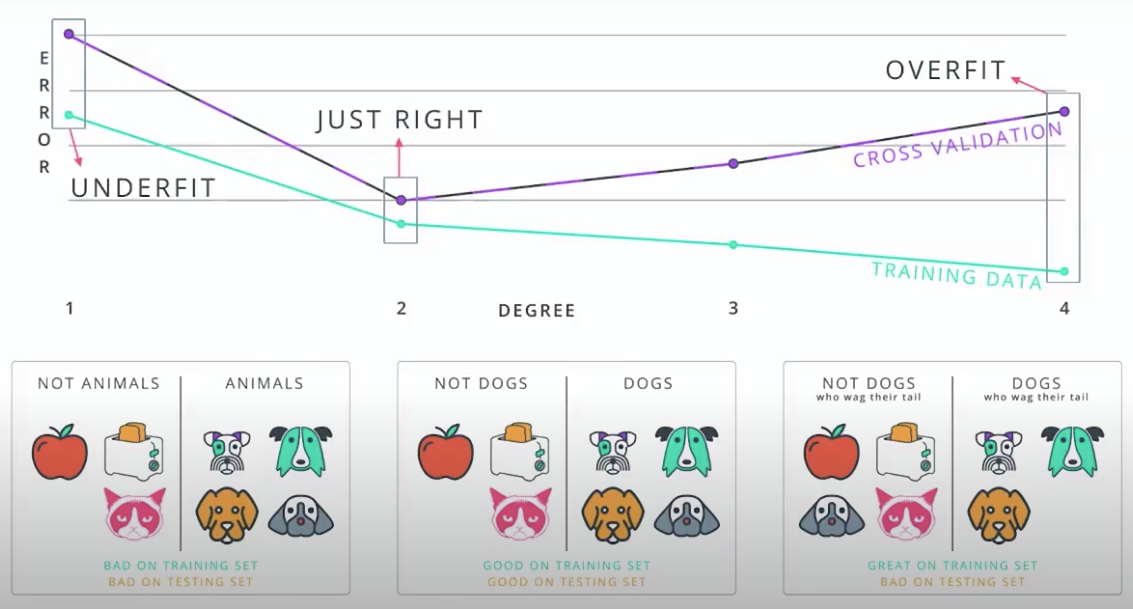 ERROR
OVERFIT
JUST RIGHT
CROSS VALIDATION
UNDERFIT
TRAINING DATA
1
2
DEGREE
3
4
NOT ANIMALS
ANIMALS
BAD ON TRAINING SET
BAD ON TESTING SET
NOT DOGS
DOGS
GOOD ON TRAINING SET
GOOD ON TESTING SET
NOT DOGS
who wag their tail
DOGS
who wag their tail
GREAT ON TRAINING SET
BAD ON TESTING SET